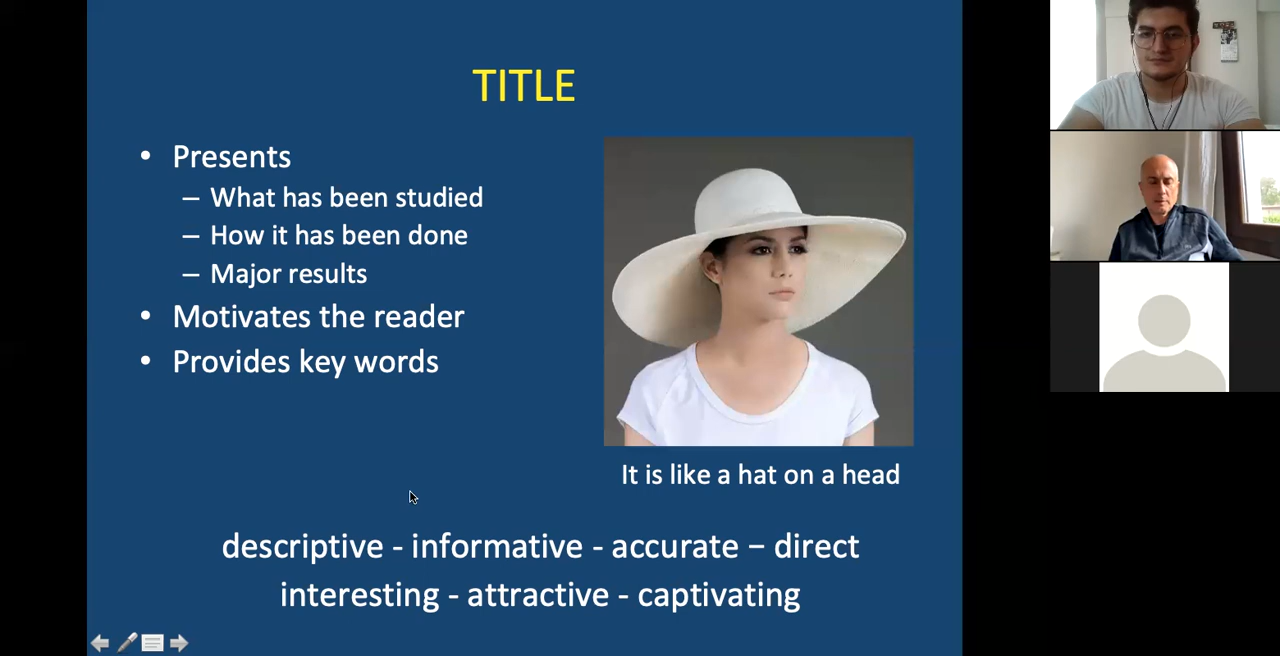 TITLE
• Presents
– What has been studied
– How it has been done
– Major results
• Motivates the reader
• Provides key words
It is like a hat on a head
descriptive - informative - accurate – direct
interesting - attractive - captivating